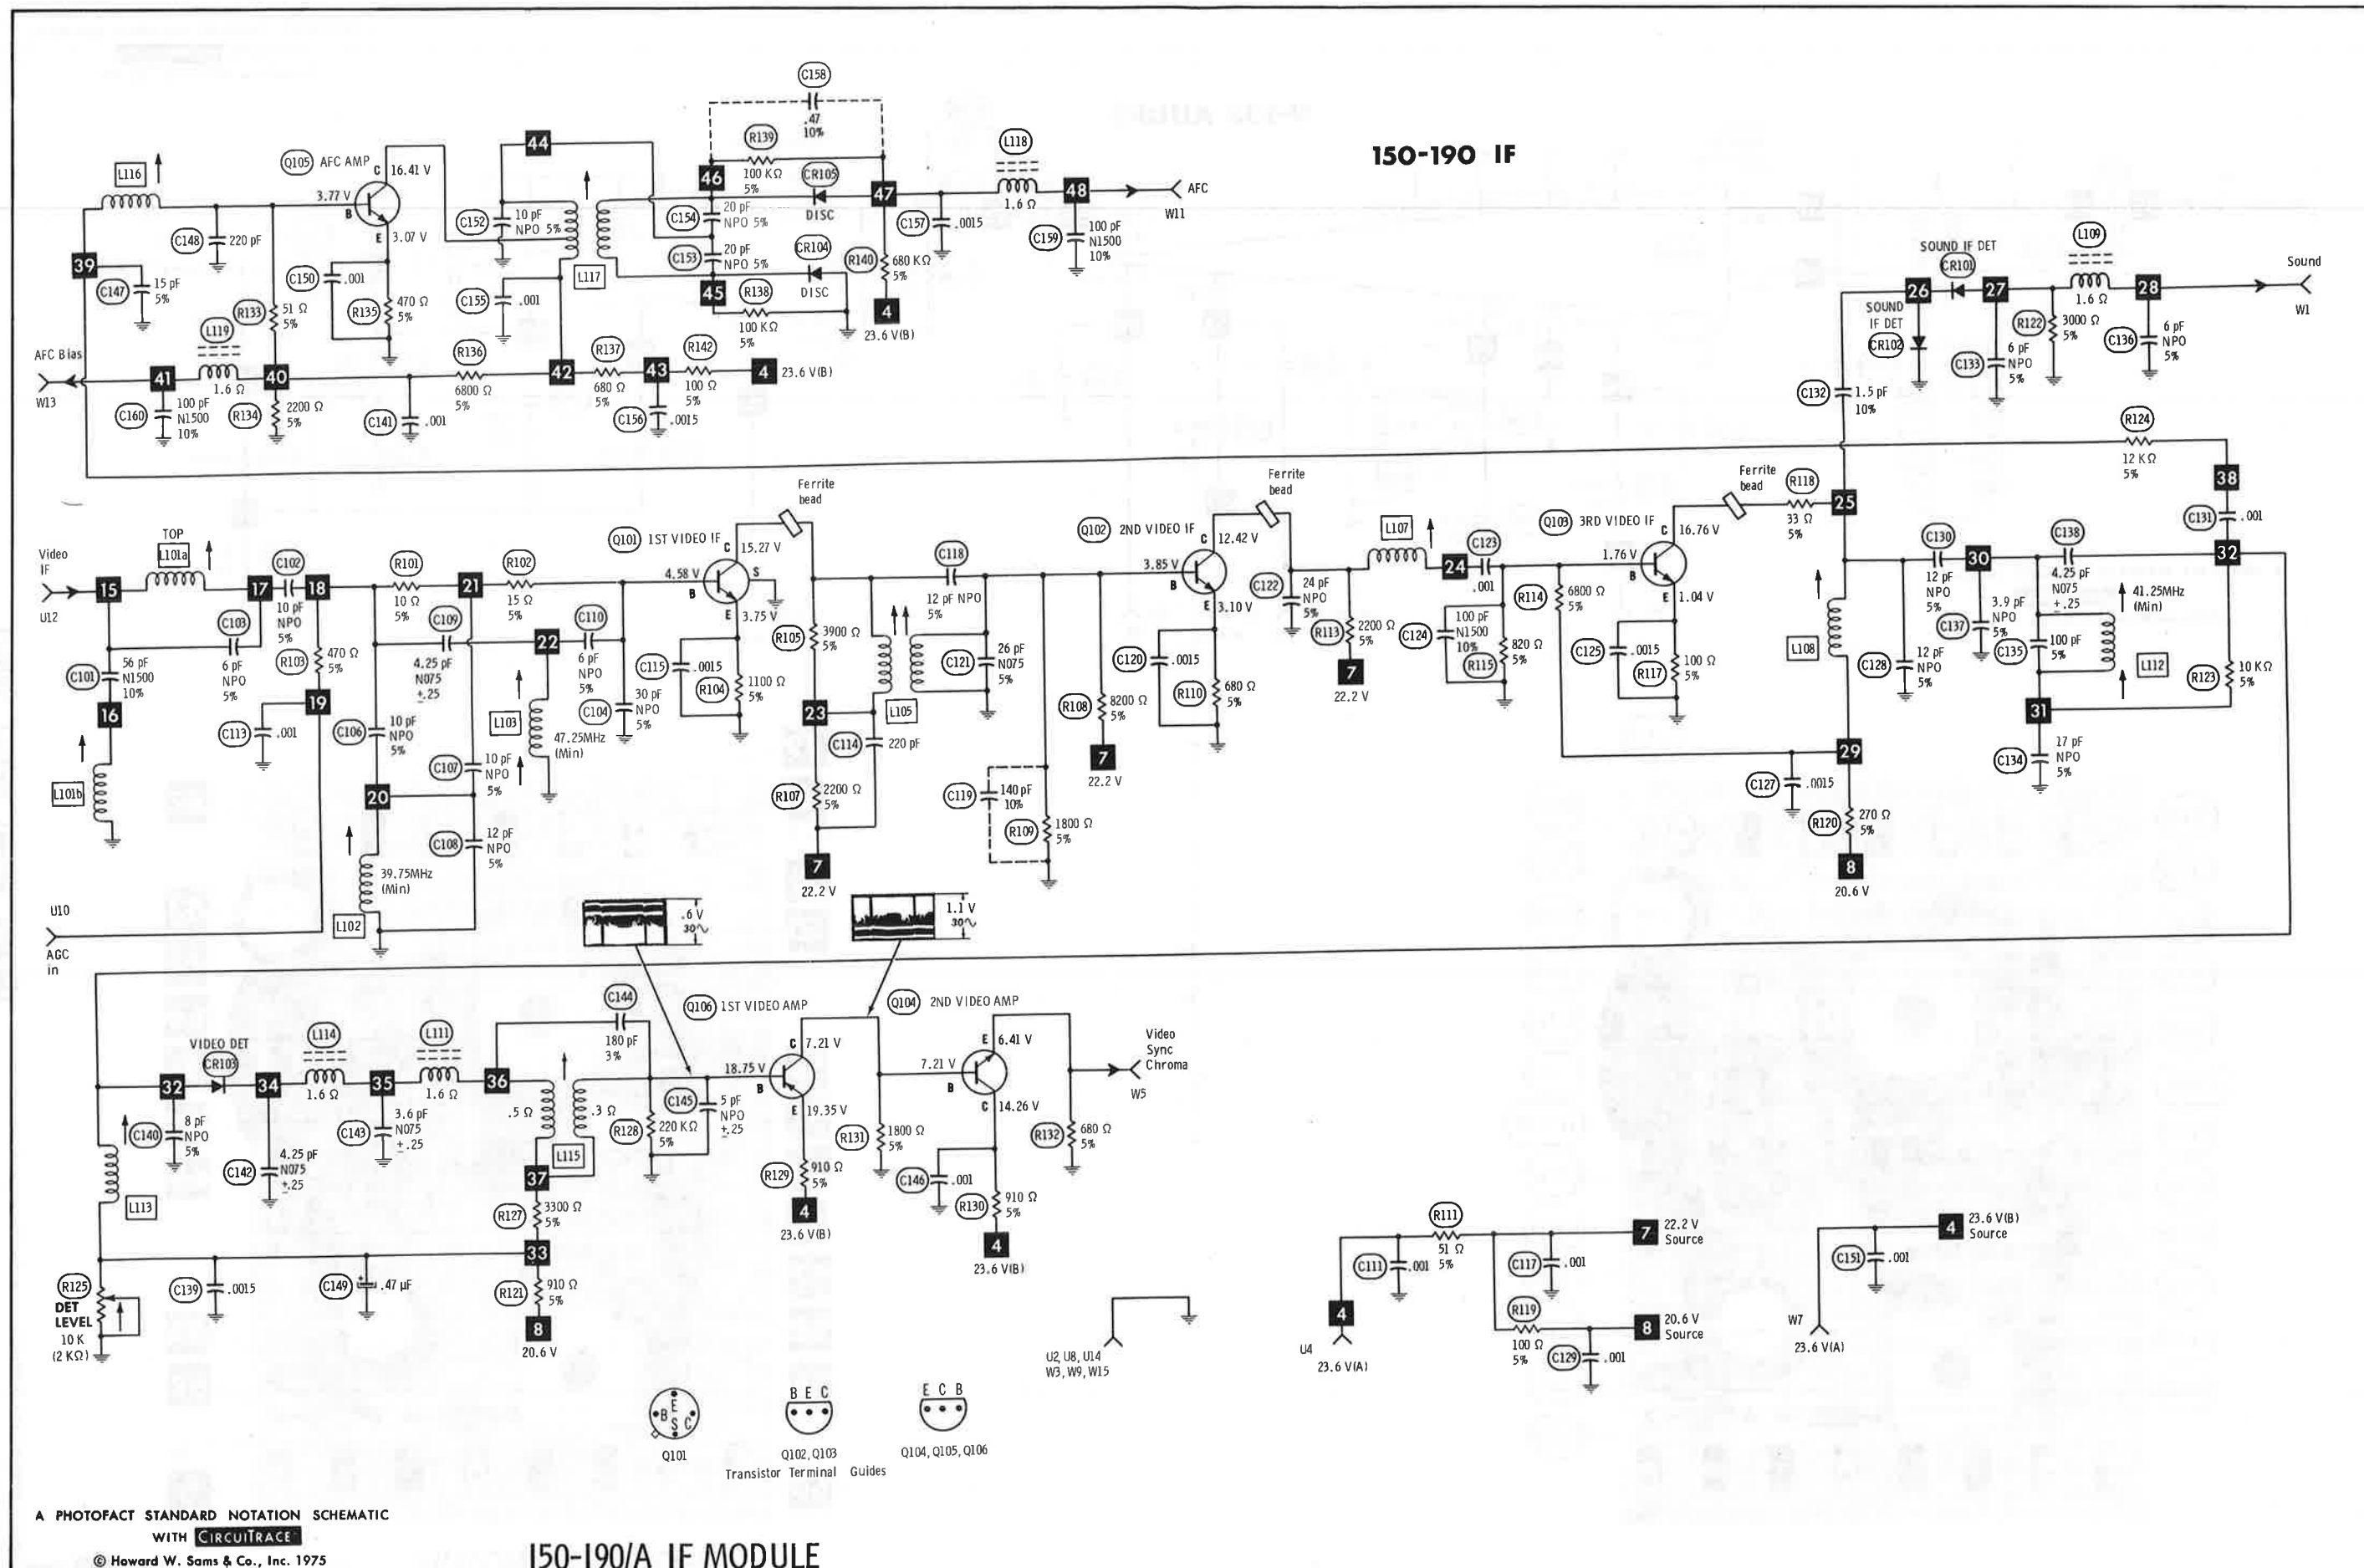 150-190 IF
C158
.47
10%
R139
100 KΩ
5%
44
46
CR105
DISC
47
L118
1.6 Ω
48
AFC
W11
L116
Q105 AFC AMP
C 16.41 V
3.77 V
B
E 3.07 V
C152
10 pF
NPO 5%
L117
C154
20 pF
NPO 5%
C153
20 pF
NPO 5%
CR104
DISC
45
R138
100 KΩ
5%
R140
680 KΩ
5%
4
23.6 V(B)
C157
.0015
C159
100 pF
N1500
10%
39
C148
220 pF
C147
15 pF
5%
R133
51 Ω
5%
C150
.001
R135
470 Ω
5%
C155
.001
L119
1.6 Ω
AFC Bias
W13
41
40
C160
100 pF
N1500
10%
R134
2200 Ω
5%
C141
.001
R136
6800 Ω
5%
42
R137
680 Ω
5%
43
R142
100 Ω
5%
4
23.6 V(B)
C156
.0015
SOUND IF DET
CR101
26
27
L109
1.6 Ω
28
Sound
W1
SOUND
IF DET
CR102
C133
6 pF
NPO
5%
R122
3000 Ω
5%
C136
6 pF
NPO
5%
C132
1.5 pF
10%
R124
12 KΩ
5%
38
C131
.001
Video
IF
U12
15
TOP
L101a
17
C102
10 pF
NPO
5%
18
R101
10 Ω
5%
21
R102
15 Ω
5%
Q101 1ST VIDEO IF
C 15.27 V
S
4.58 V
B
E 3.75 V
Ferrite
bead
C118
12 pF NPO
5%
Q102 2ND VIDEO IF
C 12.42 V
3.85 V
B
E 3.10 V
Ferrite
bead
L107
24
C123
.001
Q103 3RD VIDEO IF
C 16.76 V
1.76 V
B
E 1.04 V
Ferrite
bead
R118
33 Ω
5%
25
C130
12 pF
NPO
5%
30
C138
4.25 pF
N075
±.25
32
41.25MHz
(Min)
C101
56 pF
N1500
10%
C103
6 pF
NPO
5%
R103
470 Ω
5%
C109
4.25 pF
N075
±.25
22
C110
6 pF
NPO
5%
C104
30 pF
NPO
5%
C115
.0015
R104
1100 Ω
5%
R105
3900 Ω
5%
L105
C121
26 pF
N075
5%
C120
.0015
R110
680 Ω
5%
C122
24 pF
NPO
5%
R113
2200 Ω
5%
7
22.2 V
C124
100 pF
N1500
10%
R115
820 Ω
5%
R114
6800 Ω
5%
C125
.0015
R117
100 Ω
5%
L108
C128
12 pF
NPO
5%
C137
3.9 pF
NPO
5%
C135
100 pF
5%
L112
R123
10 KΩ
5%
16
L101b
C113
.001
19
C106
10 pF
NPO
5%
L103
47.25MHz
(Min)
C107
10 pF
NPO
5%
20
C108
12 pF
NPO
5%
39.75MHz
(Min)
L102
23
C114
220 pF
R107
2200 Ω
5%
7
22.2 V
R108
8200 Ω
5%
7
22.2 V
C119
140 pF
10%
R109
1800 Ω
5%
31
C134
17 pF
NPO
5%
29
C127
.0015
R120
270 Ω
5%
8
20.6 V
U10
AGC
in
.6 V
30∿
1.1 V
30∿
VIDEO DET
CR103
32
34
L114
1.6 Ω
35
L111
1.6 Ω
36
C144
180 pF
3%
Q106 1ST VIDEO AMP
C 7.21 V
18.75 V
B
E 19.35 V
Q104 2ND VIDEO AMP
E 6.41 V
7.21 V
B
C 14.26 V
Video
Sync
Chroma
W5
C140
8 pF
NPO
5%
C142
4.25 pF
N075
±.25
C143
3.6 pF
N075
±.25
.5 Ω
.3 Ω
L115
R128
220 KΩ
5%
C145
5 pF
NPO
±.25
R129
910 Ω
5%
4
23.6 V(B)
R131
1800 Ω
5%
C146
.001
R130
910 Ω
5%
4
23.6 V(B)
R132
680 Ω
5%
L113
37
R127
3300 Ω
5%
33
R125
DET
LEVEL
10 K
(2 KΩ)
C139
.0015
C149
+
.47 µF
R121
910 Ω
5%
8
20.6 V
U2, U8, U14
W3, W9, W15
4
U4
23.6 V(A)
C111
.001
R111
51 Ω
5%
C117
.001
7
22.2 V
Source
R119
100 Ω
5%
C129
.001
8
20.6 V
Source
W7
23.6 V(A)
C151
.001
4
23.6 V(B)
Source
E
B
S C
Q101
B E C
Q102, Q103
E C B
Q104, Q105, Q106
Transistor Terminal Guides
A PHOTOFACT STANDARD NOTATION SCHEMATIC
WITH CIRCUITRACE
© Howard W. Sams & Co., Inc. 1975
150-190/A IF MODULE